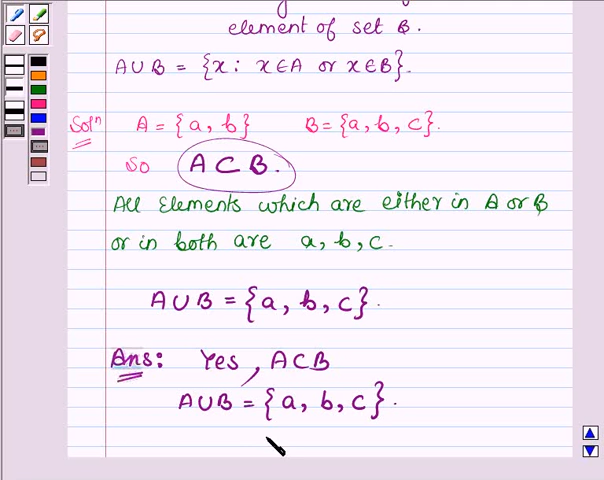 element of set B.
A∪B = {x: x∈A or x∈B}.
Solⁿ A = {a, b} B = {a, b, c}.
So A⊂B.
All Elements which are either in A or B
or in both are a, b, c.
A∪B = {a, b, c}.
Ans: Yes, A⊂B
A∪B = {a, b, c}.